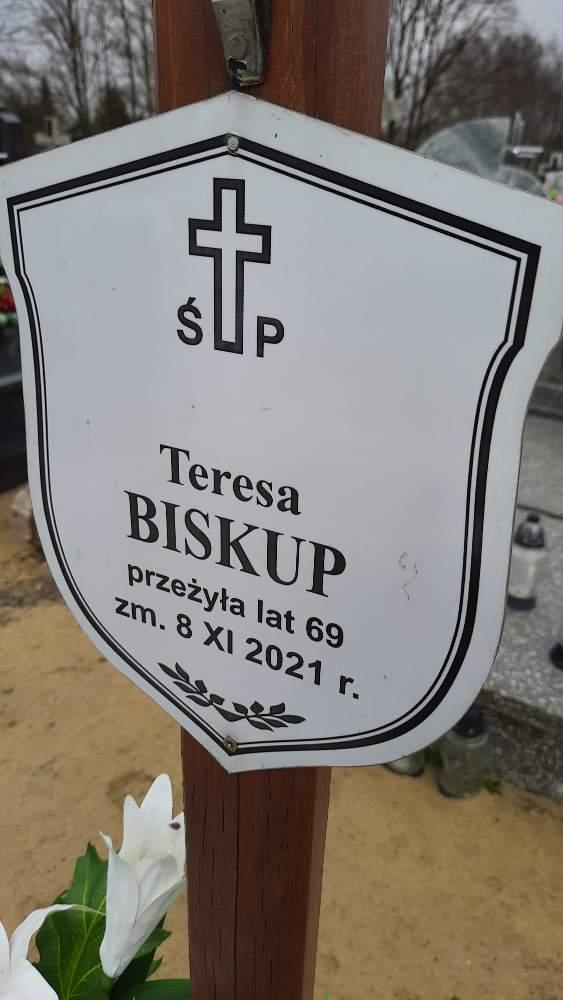 Ś P
Teresa
BISKUP
przeżyła lat 69
zm. 8 XI 2021 r.